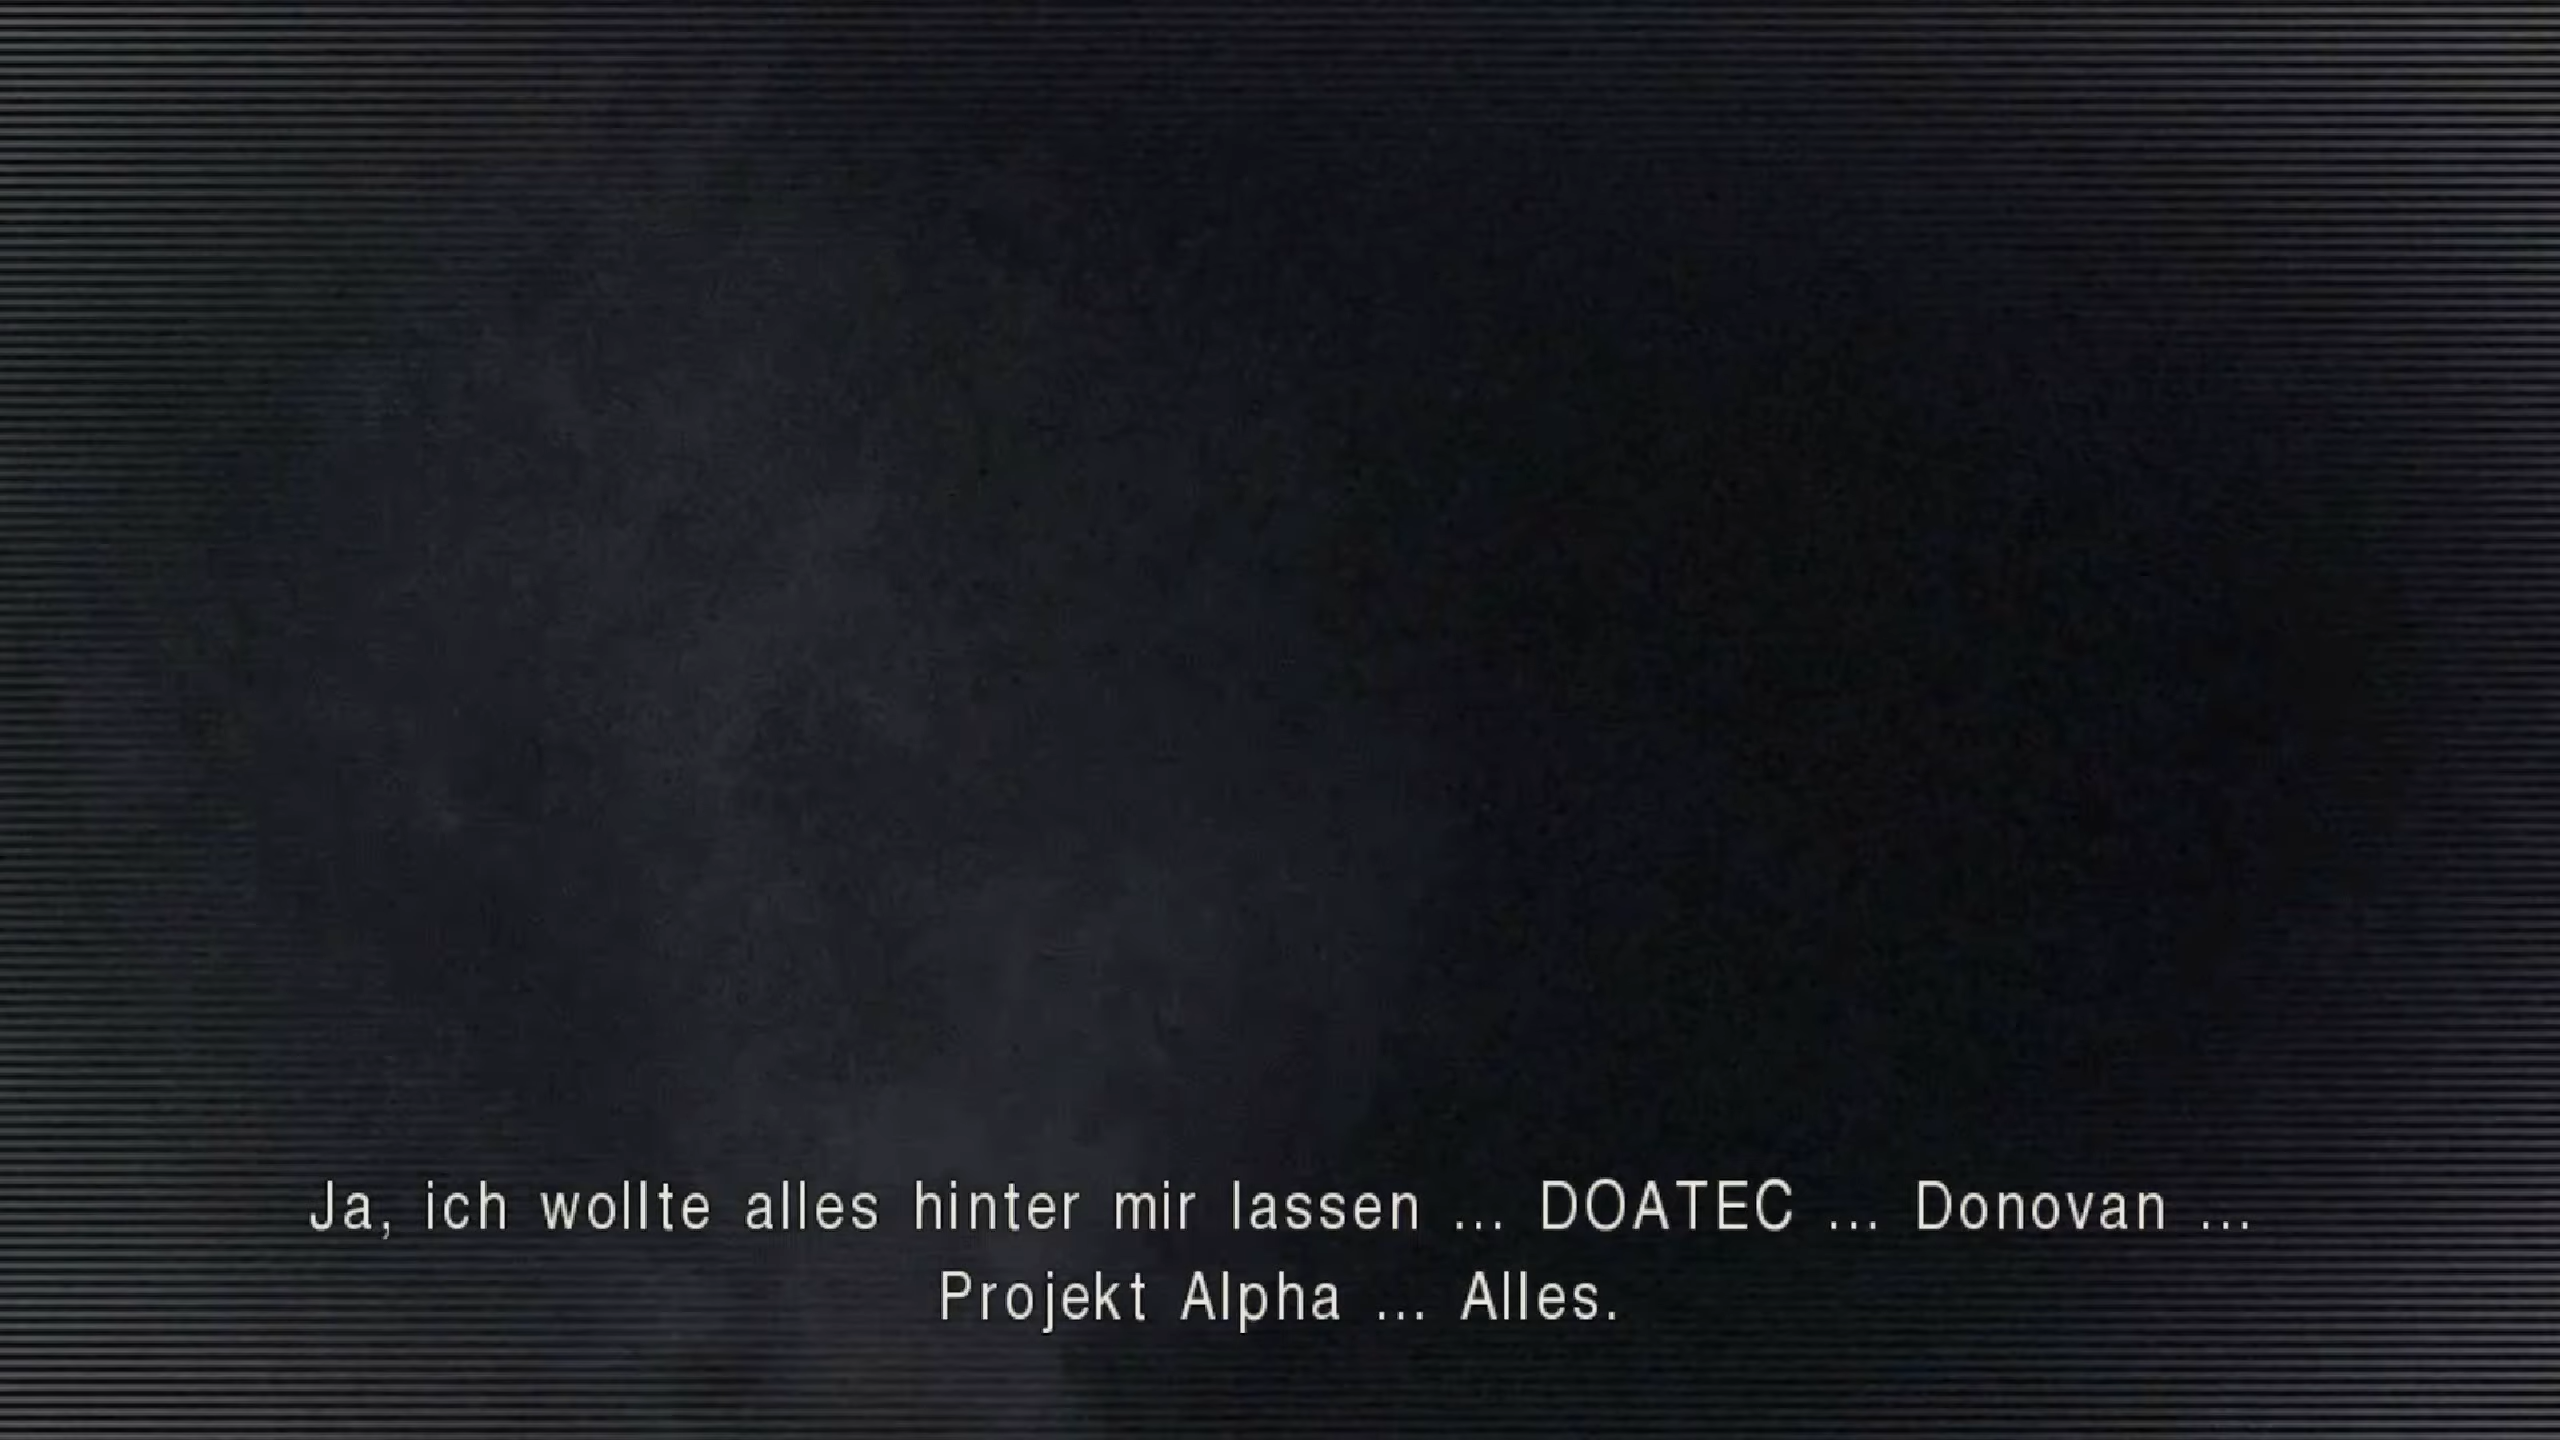 Ja, ich wollte alles hinter mir lassen ... DOATEC ... Donovan ...
Projekt Alpha ... Alles.